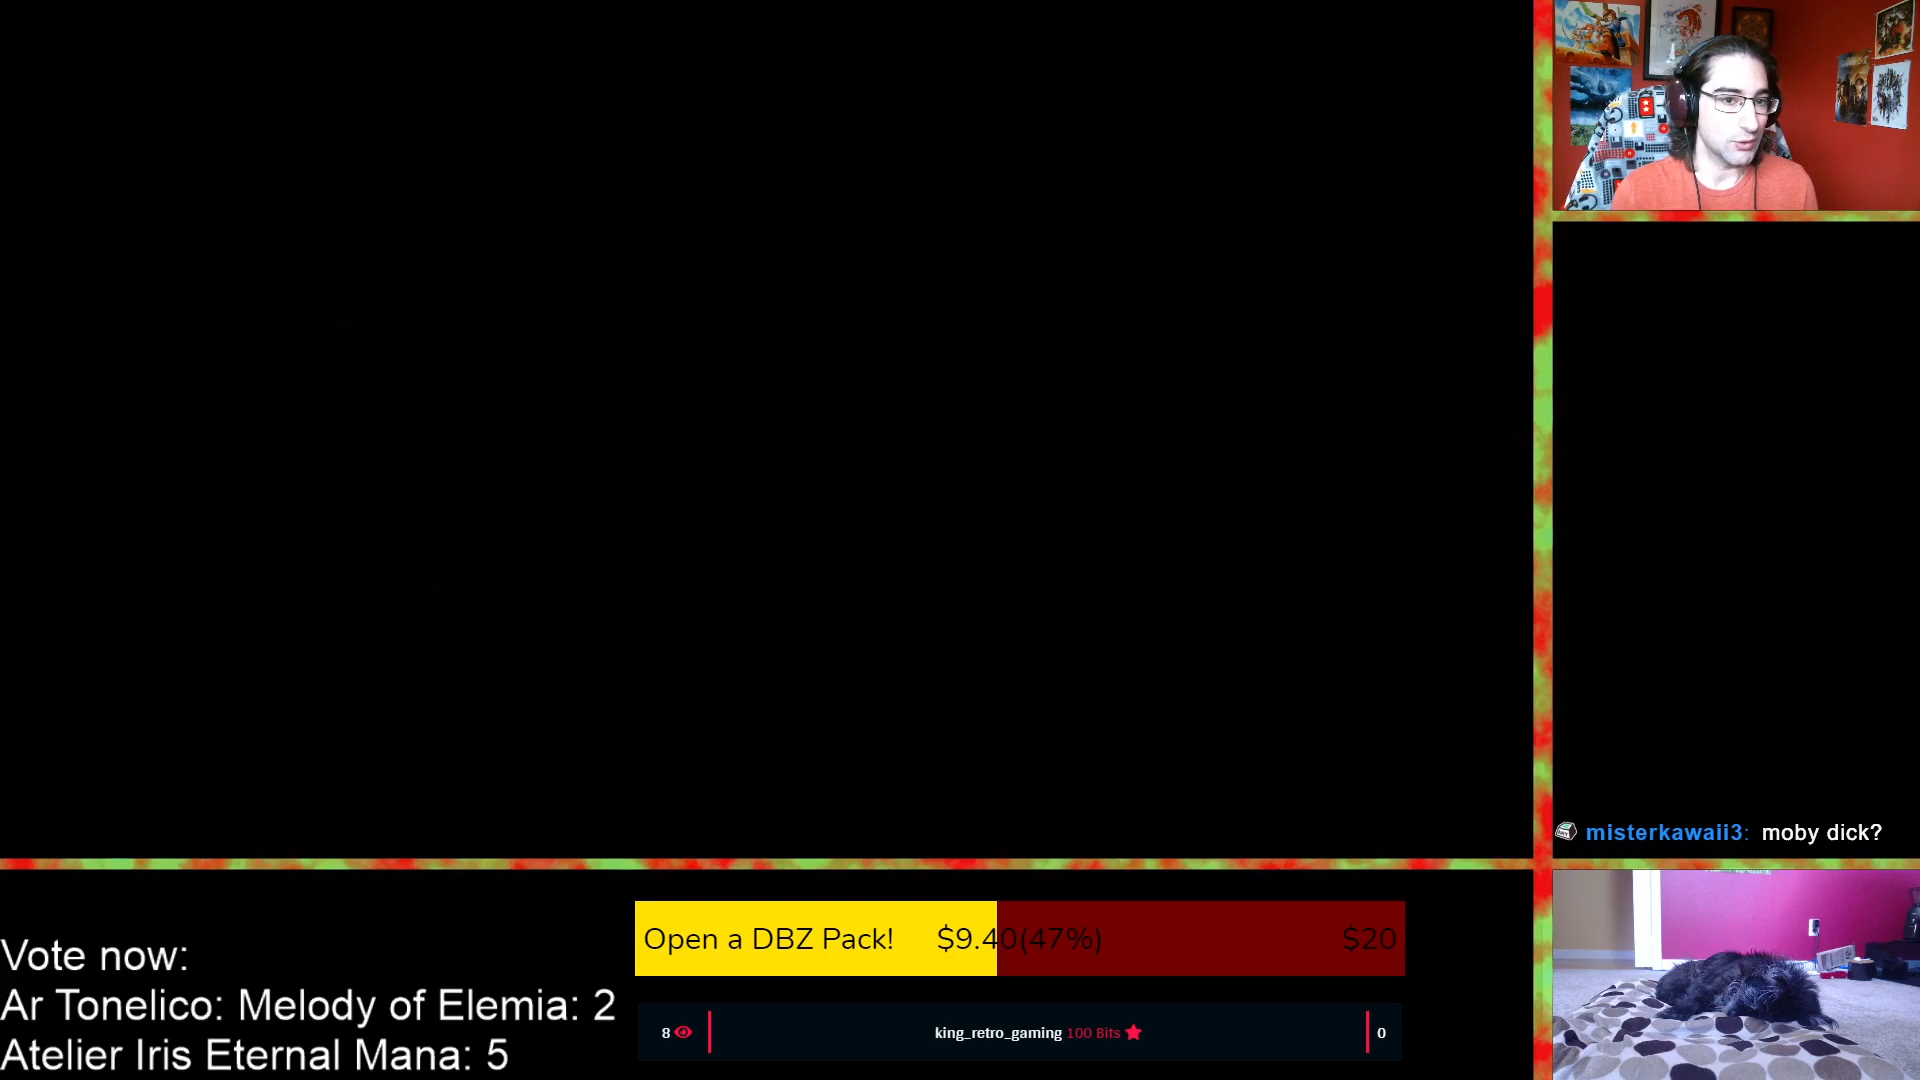 misterkawaii3: moby dick?
Open a DBZ Pack! $9.40(47%) $20
Vote now:
Ar Tonelico: Melody of Elemia: 2
Atelier Iris Eternal Mana: 5
8 king_retro_gaming 100 Bits 0